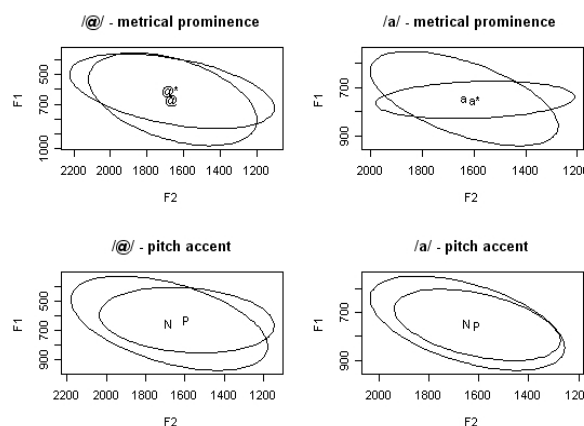 /@/ - metrical prominence
F1
500
700
1000
@*
@
2200 2000 1800 1600 1400 1200
F2
/a/ - metrical prominence
F1
700
900
a a*
2000 1800 1600 1400 1200
F2
/@/ - pitch accent
F1
500
700
900
N P
2200 2000 1800 1600 1400 1200
F2
/a/ - pitch accent
F1
700
900
N P
2000 1800 1600 1400 1200
F2